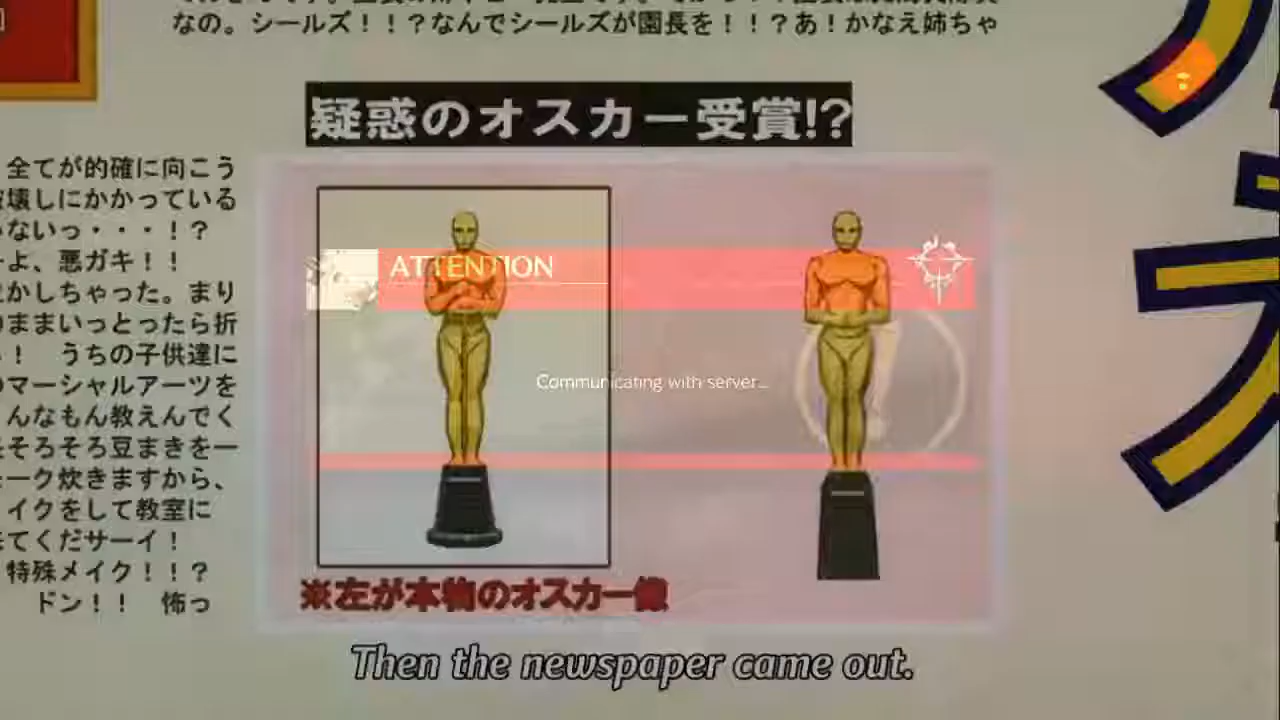 なの。シールズ！！？なんでシールズが園長を！！？あ！かなえ姉ちゃ
疑惑のオスカー受賞!?
全てが的確に向こう
壊しにかかっている
ないっ・・・！？
よ、悪ガキ！！
かしちゃった。まり
ままいっとったら折
！　うちの子供達に
マーシャルアーツを
んなもん教えんでく
そろそろ豆まきを一
ーク炊きますから、
イクをして教室に
てくだサーイ！
特殊メイク！！？
ドン！！　怖っ
ATTENTION
Communicating with server...
※左が本物のオスカー像
Then the newspaper came out.